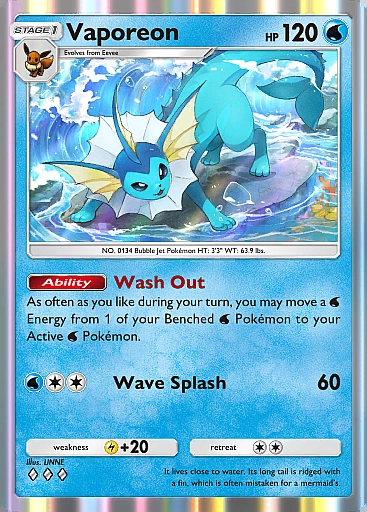 STAGE 1
Vaporeon
HP 120
Evolves from Eevee
NO. 0134 Bubble Jet Pokémon HT: 3'3" WT: 63.9 lbs.
Ability Wash Out
As often as you like during your turn, you may move a
Energy from 1 of your Benched Pokémon to your
Active Pokémon.
Wave Splash 60
weakness +20 retreat
Illus. LINNE
It lives close to water. Its long tail is ridged with
a fin, which is often mistaken for a mermaid's.